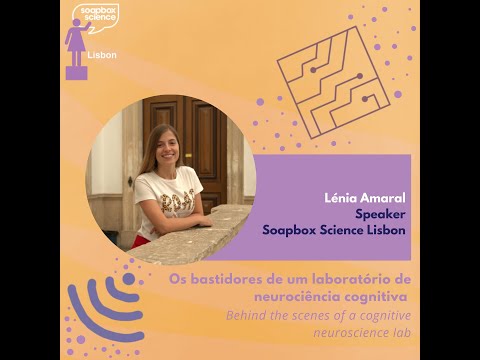 soapbox
science
Lisbon
Lénia Amaral
Speaker
Soapbox Science Lisbon
Os bastidores de um laboratório de
neurociência cognitiva
Behind the scenes of a cognitive
neuroscience lab